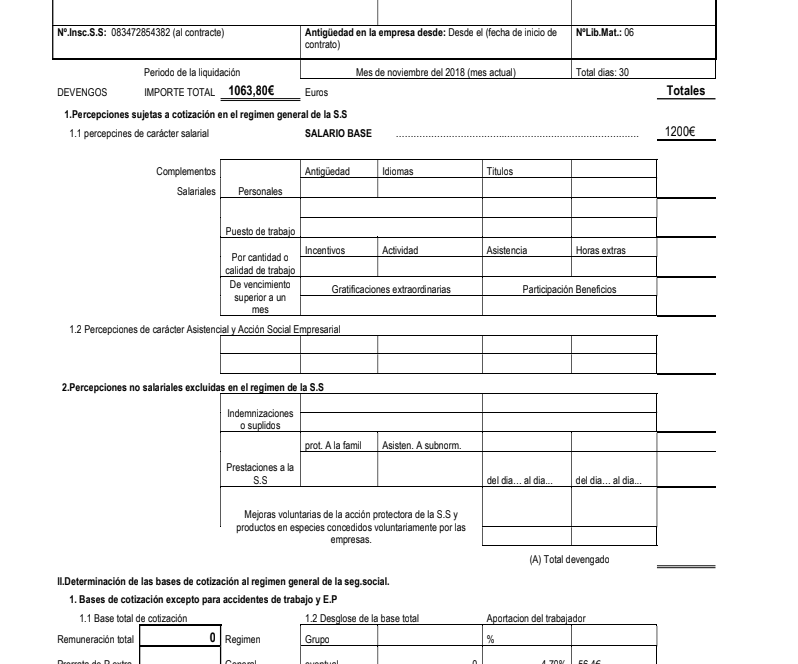 Nº.Insc.S.S: 083472854382 (al contracte) Antigüedad en la empresa desde: Desde el (fecha de inicio de contrato) NºLib.Mat.: 06
Periodo de la liquidación Mes de noviembre del 2018 (mes actual) Total dias: 30
DEVENGOS IMPORTE TOTAL 1063,80€ Euros Totales
1.Percepciones sujetas a cotización en el regimen general de la S.S
1.1 percepcines de carácter salarial SALARIO BASE ........................................................................................ 1200€
Complementos Antigüedad Idiomas Titulos
Salariales Personales
Puesto de trabajo
Por cantidad o calidad de trabajo Incentivos Actividad Asistencia Horas extras
De vencimiento superior a un mes Gratificaciones extraordinarias Participación Beneficios
1.2 Percepciones de carácter Asistencial y Acción Social Empresarial
2.Percepciones no salariales excluidas en el regimen de la S.S
Indemnizaciones o suplidos
prot. A la famil Asisten. A subnorm.
Prestaciones a la S.S del dia... al dia... del dia... al dia...
Mejoras voluntarias de la acción protectora de la S.S y
productos en especies concedidos voluntariamente por las
empresas.
(A) Total devengado
II.Determinación de las bases de cotización al regimen general de la seg.social.
1. Bases de cotización excepto para accidentes de trabajo y E.P
1.1 Base total de cotización 1.2 Desglose de la base total Aportacion del trabajador
Remuneración total 0 Regimen Grupo %
Prorrata de P.extra General eventual 0 4,70% 56,4€